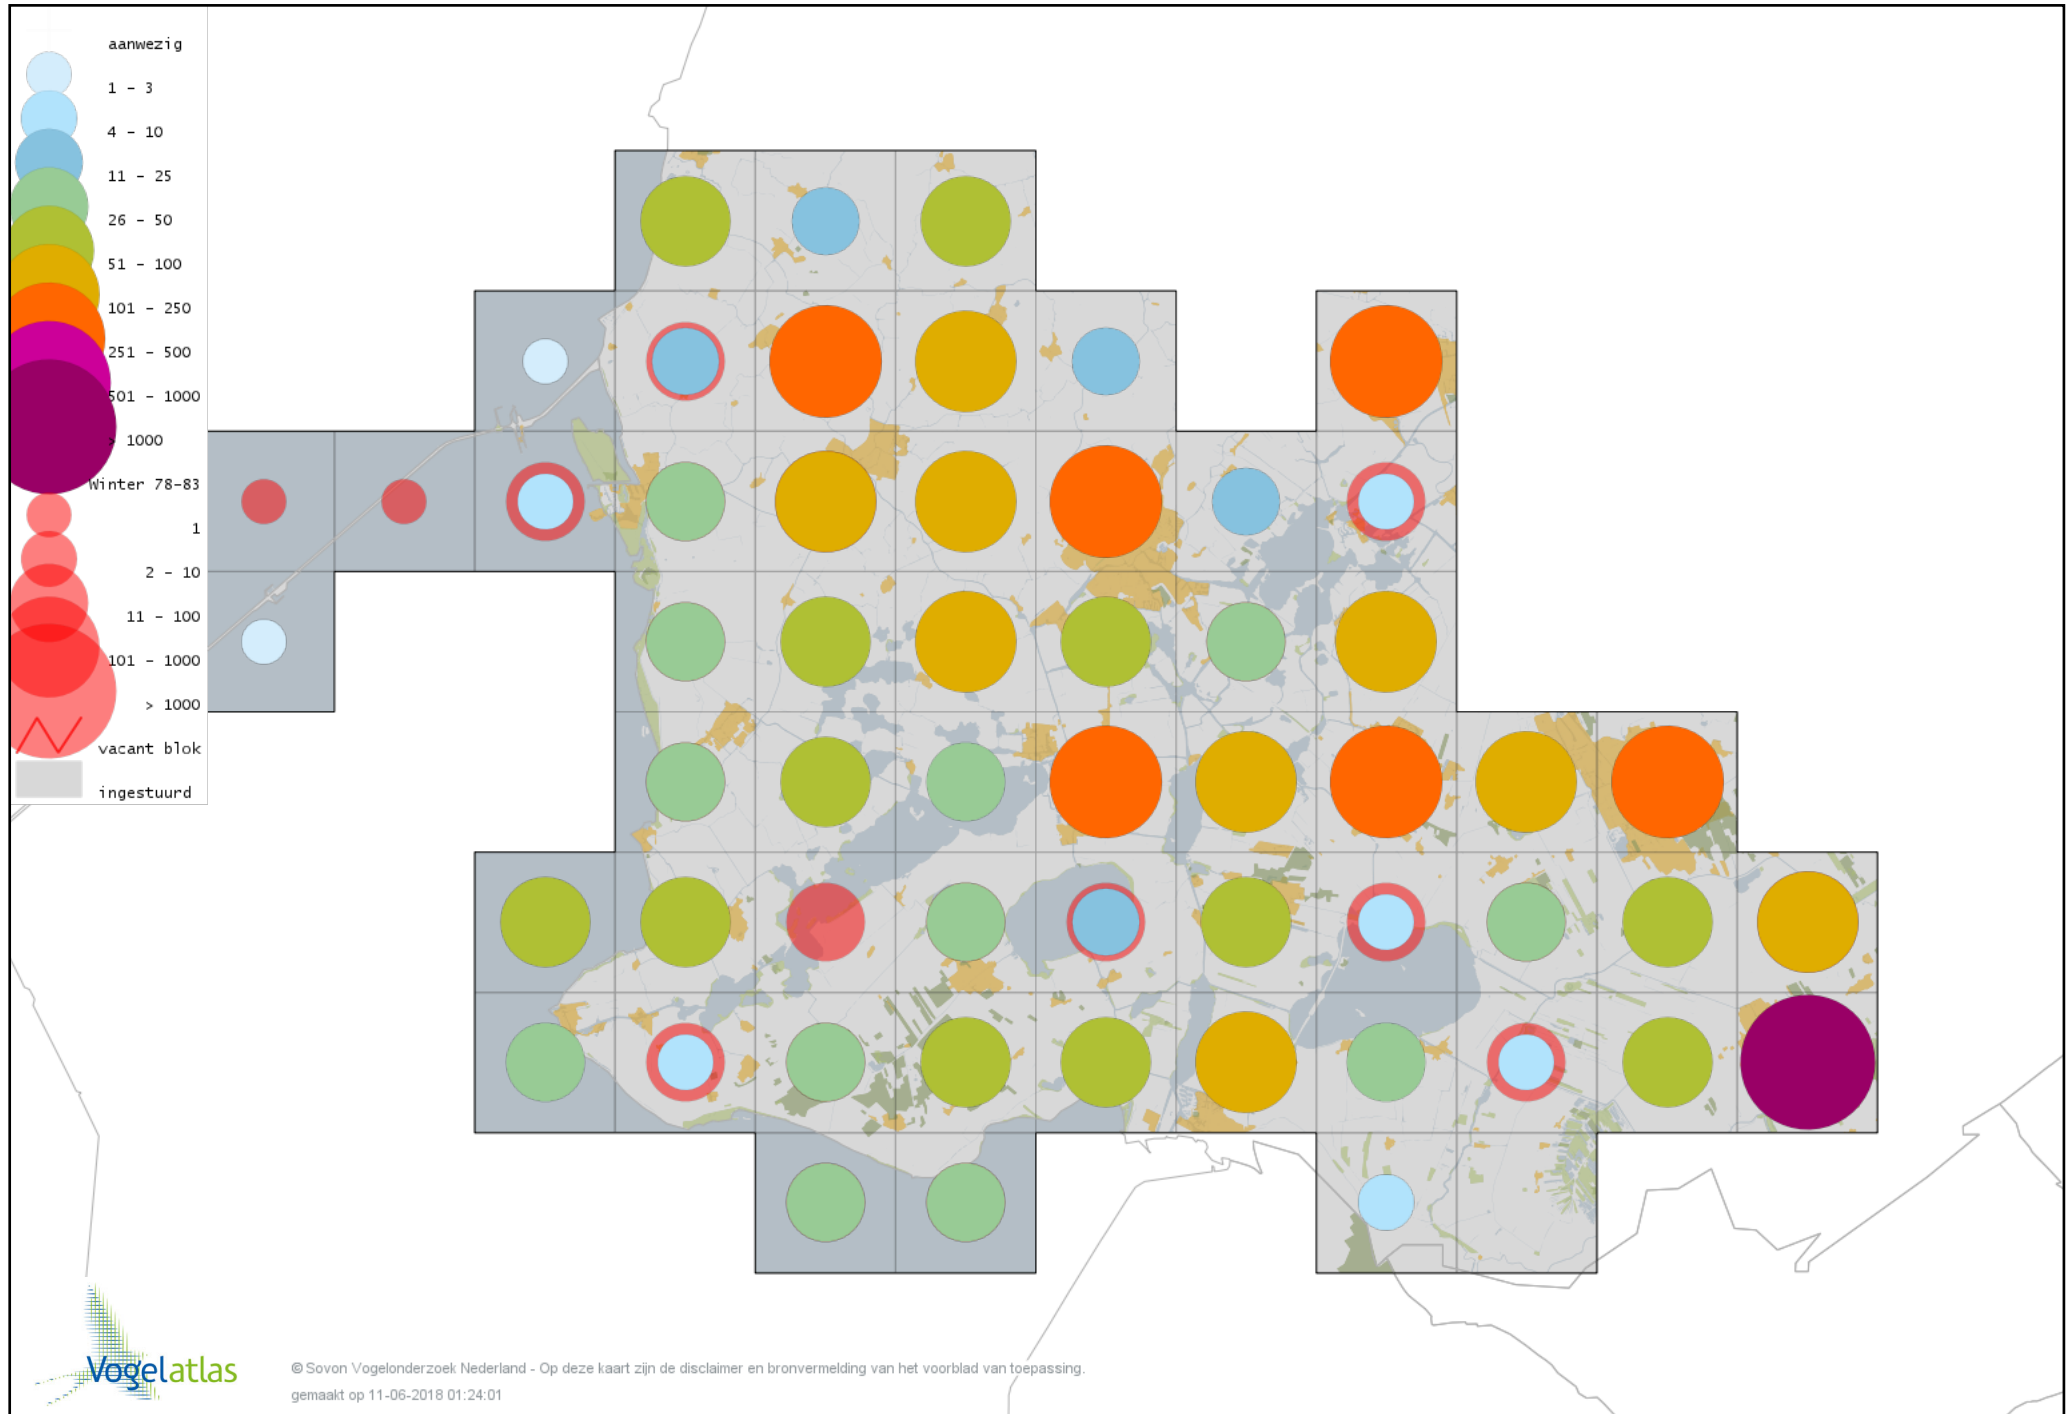 aanwezig
1 – 3
4 – 10
11 – 25
26 – 50
51 – 100
101 – 250
251 – 500
501 – 1000
> 1000
Winter 78-83
1
2 – 10
11 – 100
101 – 1000
> 1000
vacant blok
ingestuurd
Vogelatlas
© Sovon Vogelonderzoek Nederland - Op deze kaart zijn de disclaimer en bronvermelding van het voorblad van toepassing.
gemaakt op 11-06-2018 01:24:01